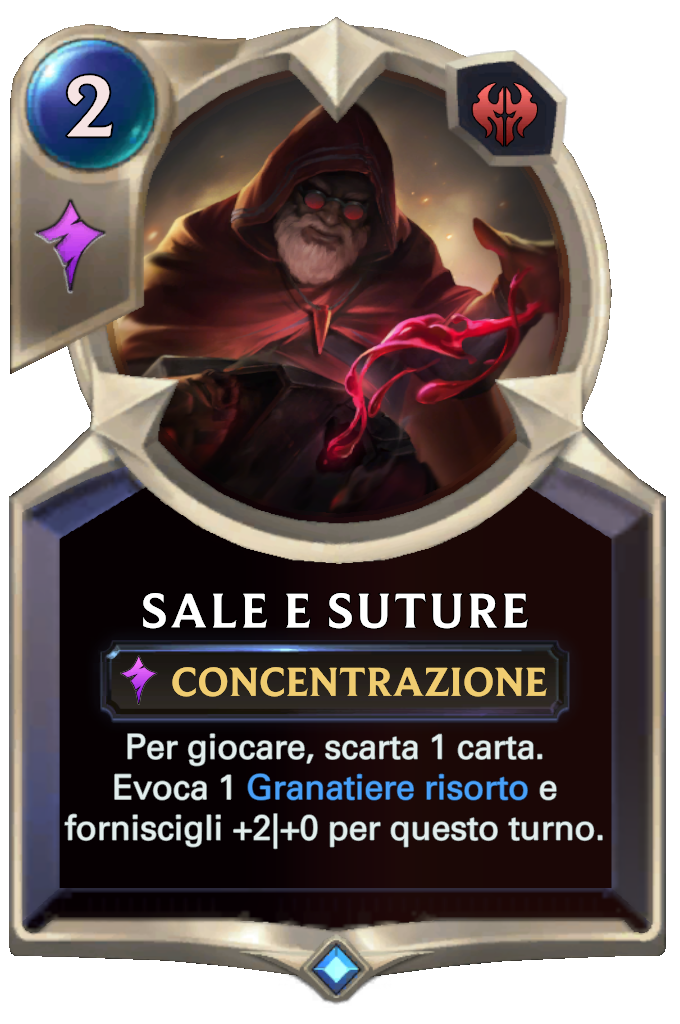 2
SALE E SUTURE
CONCENTRAZIONE
Per giocare, scarta 1 carta.
Evoca 1 Granatiere risorto e
forniscigli +2|+0 per questo turno.